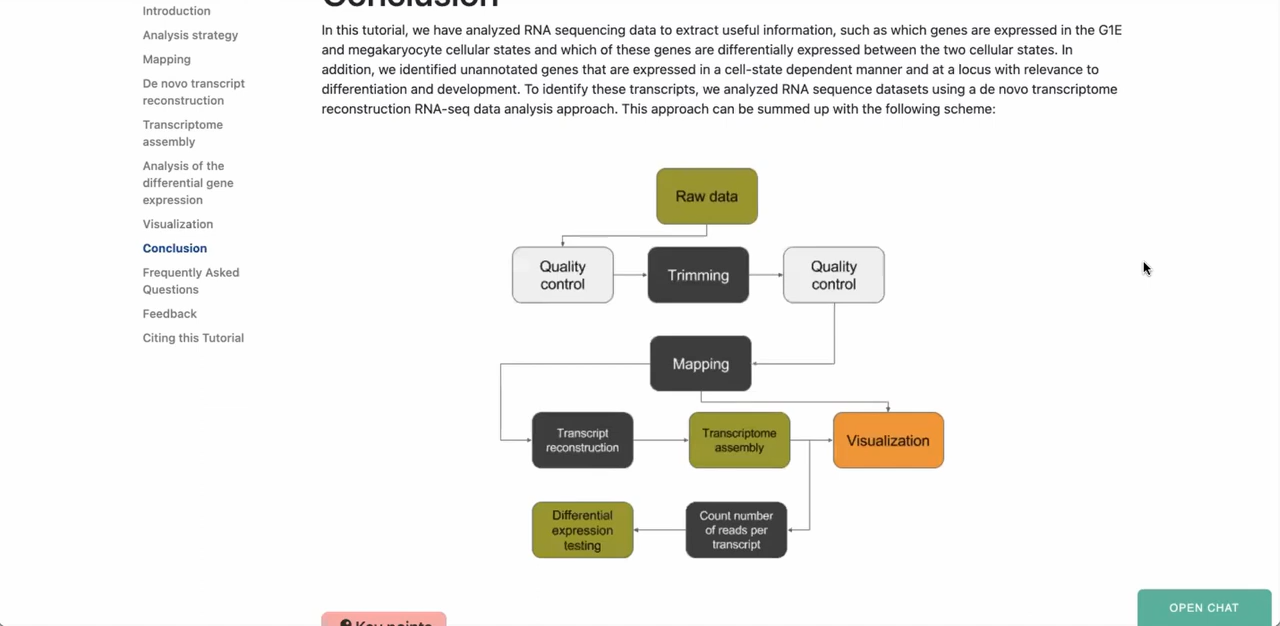 Introduction
Analysis strategy
Mapping
De novo transcript
reconstruction
Transcriptome
assembly
Analysis of the
differential gene
expression
Visualization
Conclusion
Frequently Asked
Questions
Feedback
Citing this Tutorial
Conclusion
In this tutorial, we have analyzed RNA sequencing data to extract useful information, such as which genes are expressed in the G1E
and megakaryocyte cellular states and which of these genes are differentially expressed between the two cellular states. In
addition, we identified unannotated genes that are expressed in a cell-state dependent manner and at a locus with relevance to
differentiation and development. To identify these transcripts, we analyzed RNA sequence datasets using a de novo transcriptome
reconstruction RNA-seq data analysis approach. This approach can be summed up with the following scheme:
Raw data
Quality
control
Trimming
Quality
control
Mapping
Transcript
reconstruction
Transcriptome
assembly
Visualization
Differential
expression
testing
Count number
of reads per
transcript
Key points
OPEN CHAT